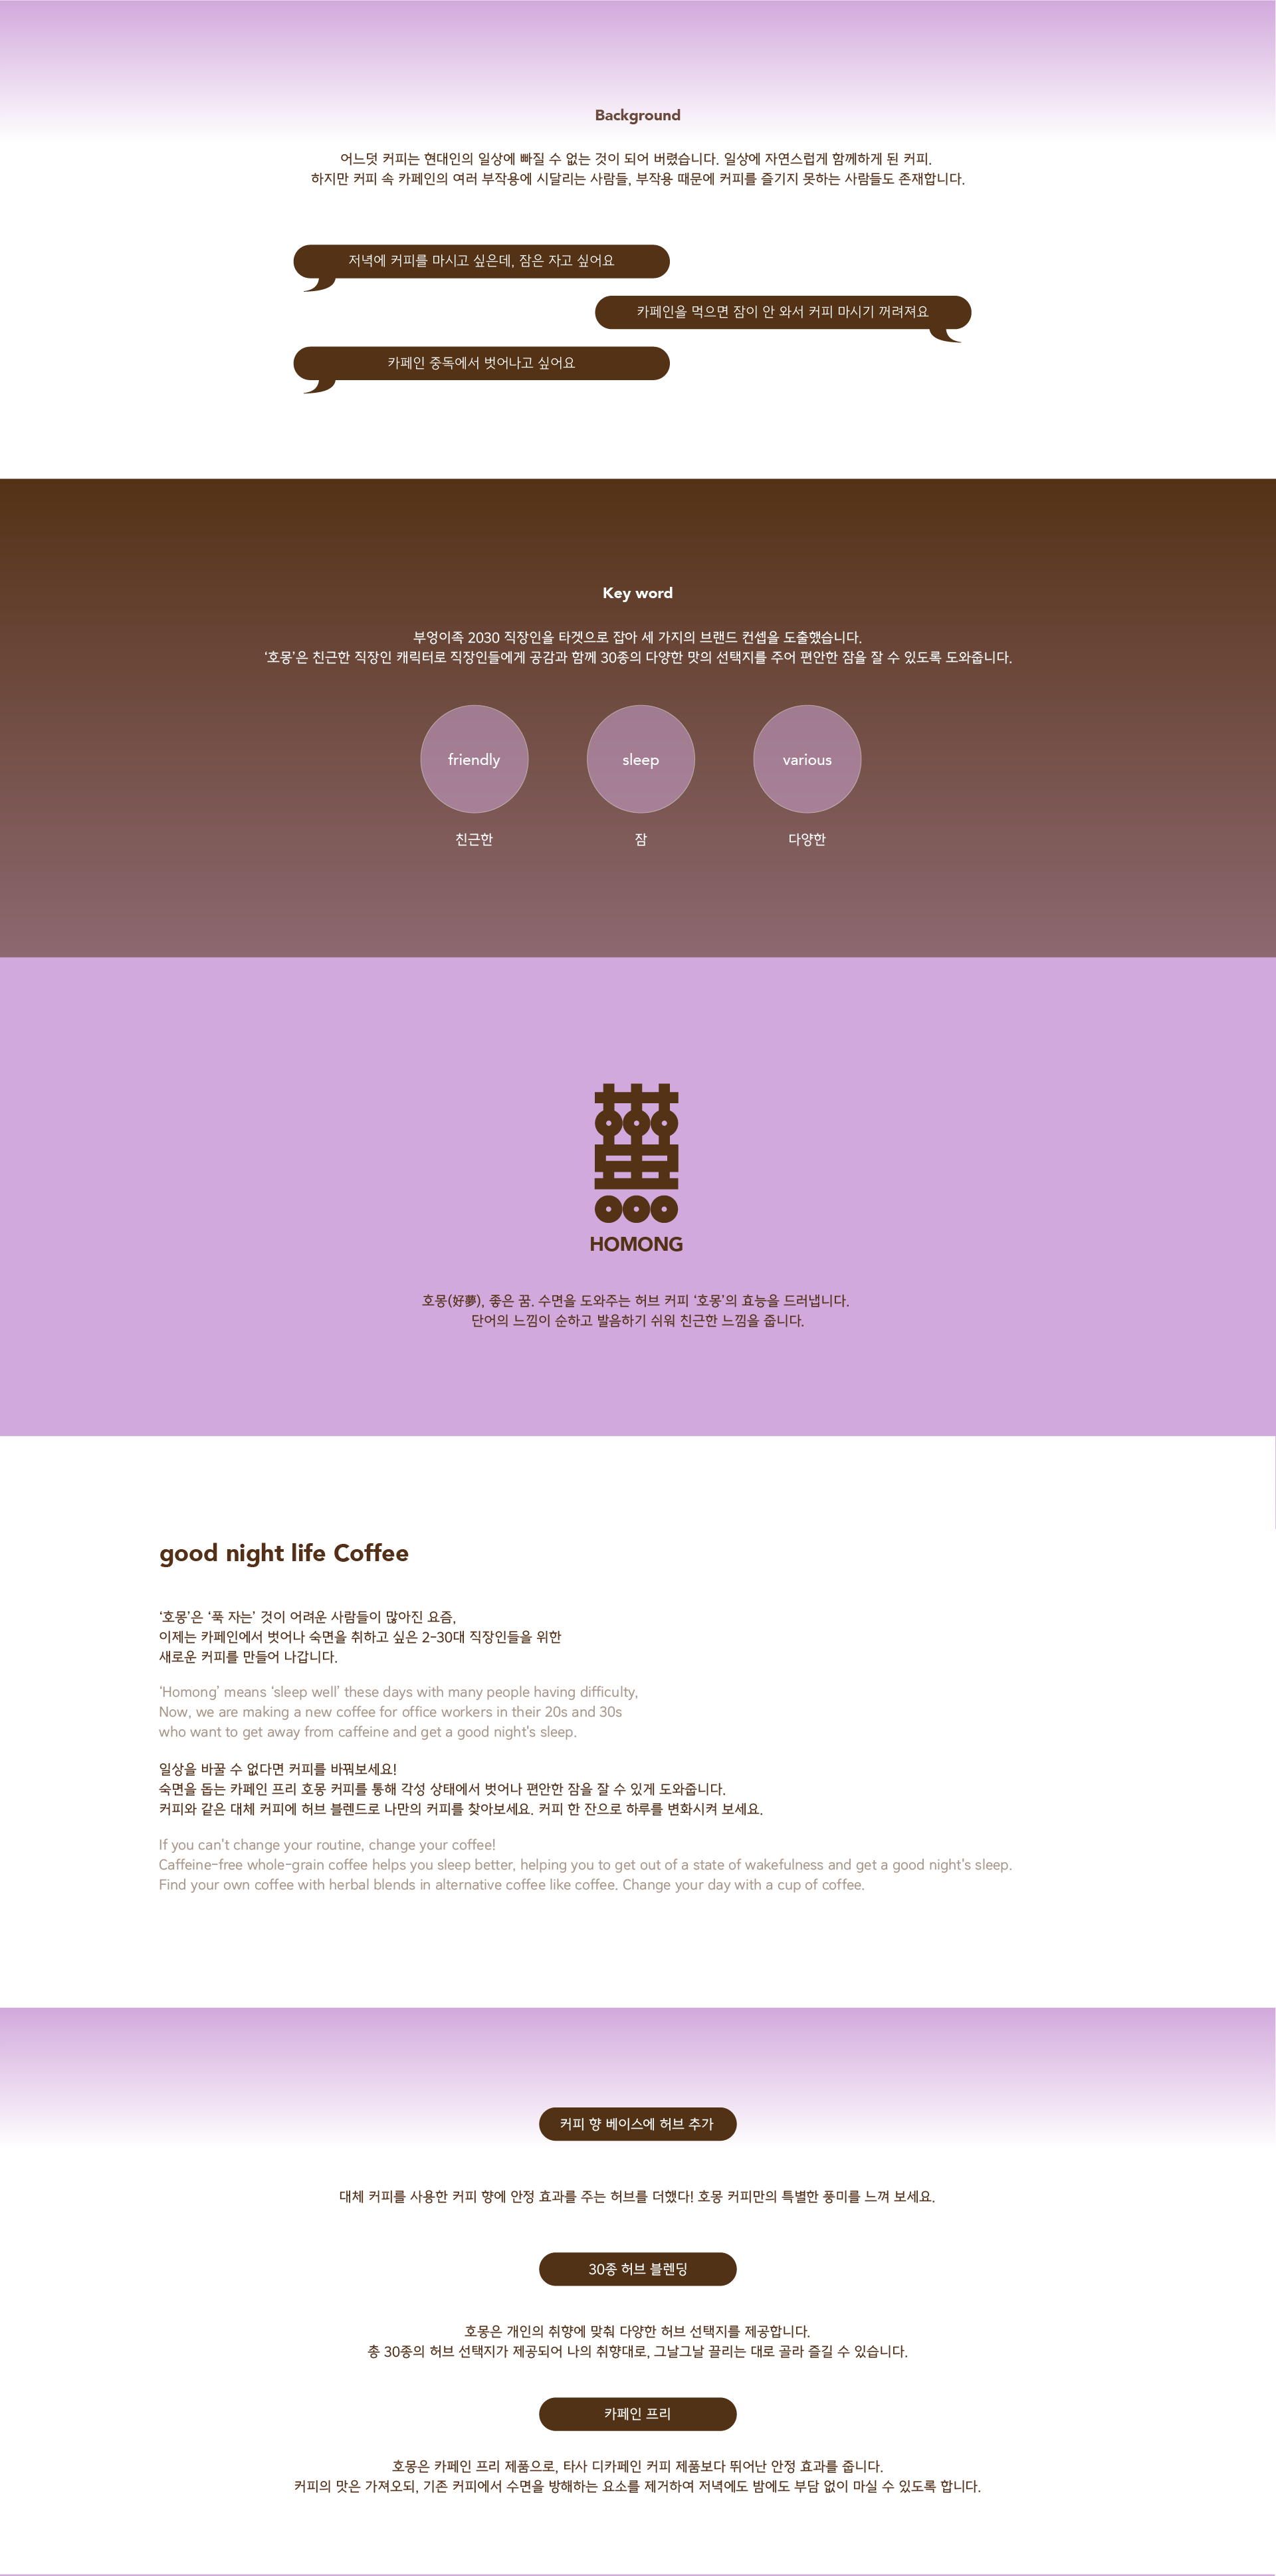 Background
어느덧 커피는 현대인의 일상에 빠질 수 없는 것이 되어 버렸습니다. 일상에 자연스럽게 함께하게 된 커피.
하지만 커피 속 카페인의 여러 부작용에 시달리는 사람들, 부작용 때문에 커피를 즐기지 못하는 사람들도 존재합니다.
저녁에 커피를 마시고 싶은데, 잠은 자고 싶어요
카페인을 먹으면 잠이 안 와서 커피 마시기 꺼려져요
카페인 중독에서 벗어나고 싶어요
Key word
부엉이족 2030 직장인을 타겟으로 잡아 세 가지의 브랜드 컨셉을 도출했습니다.
‘호몽’은 친근한 직장인 캐릭터로 직장인들에게 공감과 함께 30종의 다양한 맛의 선택지를 주어 편안한 잠을 잘 수 있도록 도와줍니다.
friendly
sleep
various
친근한
잠
다양한
HOMONG
호몽(好夢), 좋은 꿈. 수면을 도와주는 허브 커피 ‘호몽’의 효능을 드러냅니다.
단어의 느낌이 순하고 발음하기 쉬워 친근한 느낌을 줍니다.
good night life Coffee
‘호몽’은 ‘푹 자는’ 것이 어려운 사람들이 많아진 요즘,
이제는 카페인에서 벗어나 숙면을 취하고 싶은 2-30대 직장인들을 위한
새로운 커피를 만들어 나갑니다.
‘Homong’ means ‘sleep well’ these days with many people having difficulty,
Now, we are making a new coffee for office workers in their 20s and 30s
who want to get away from caffeine and get a good night's sleep.
일상을 바꿀 수 없다면 커피를 바꿔보세요!
숙면을 돕는 카페인 프리 호몽 커피를 통해 각성 상태에서 벗어나 편안한 잠을 잘 수 있게 도와줍니다.
커피와 같은 대체 커피에 허브 블렌드로 나만의 커피를 찾아보세요. 커피 한 잔으로 하루를 변화시켜 보세요.
If you can't change your routine, change your coffee!
Caffeine-free whole-grain coffee helps you sleep better, helping you to get out of a state of wakefulness and get a good night's sleep.
Find your own coffee with herbal blends in alternative coffee like coffee. Change your day with a cup of coffee.
커피 향 베이스에 허브 추가
대체 커피를 사용한 커피 향에 안정 효과를 주는 허브를 더했다! 호몽 커피만의 특별한 풍미를 느껴 보세요.
30종 허브 블렌딩
호몽은 개인의 취향에 맞춰 다양한 허브 선택지를 제공합니다.
총 30종의 허브 선택지가 제공되어 나의 취향대로, 그날그날 끌리는 대로 골라 즐길 수 있습니다.
카페인 프리
호몽은 카페인 프리 제품으로, 타사 디카페인 커피 제품보다 뛰어난 안정 효과를 줍니다.
커피의 맛은 가져오되, 기존 커피에서 수면을 방해하는 요소를 제거하여 저녁에도 밤에도 부담 없이 마실 수 있도록 합니다.